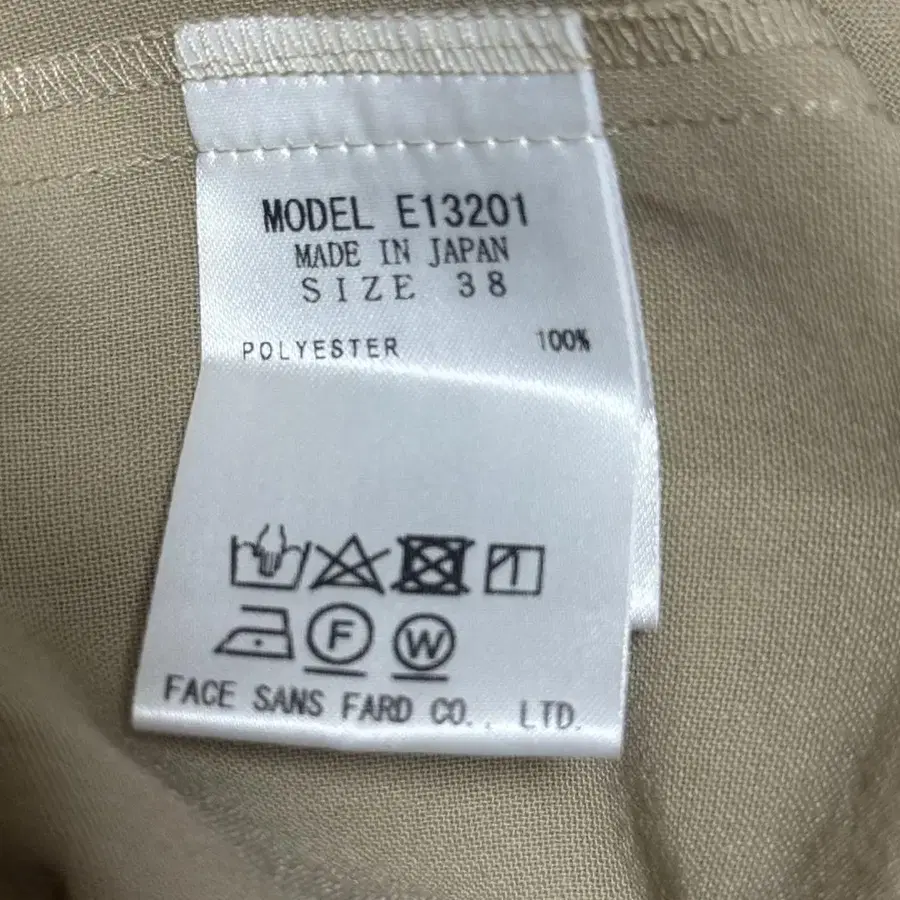 MODEL E13201
MADE IN JAPAN
SIZE 38
POLYESTER 100%
F W
FACE SANS FARD CO., LTD.